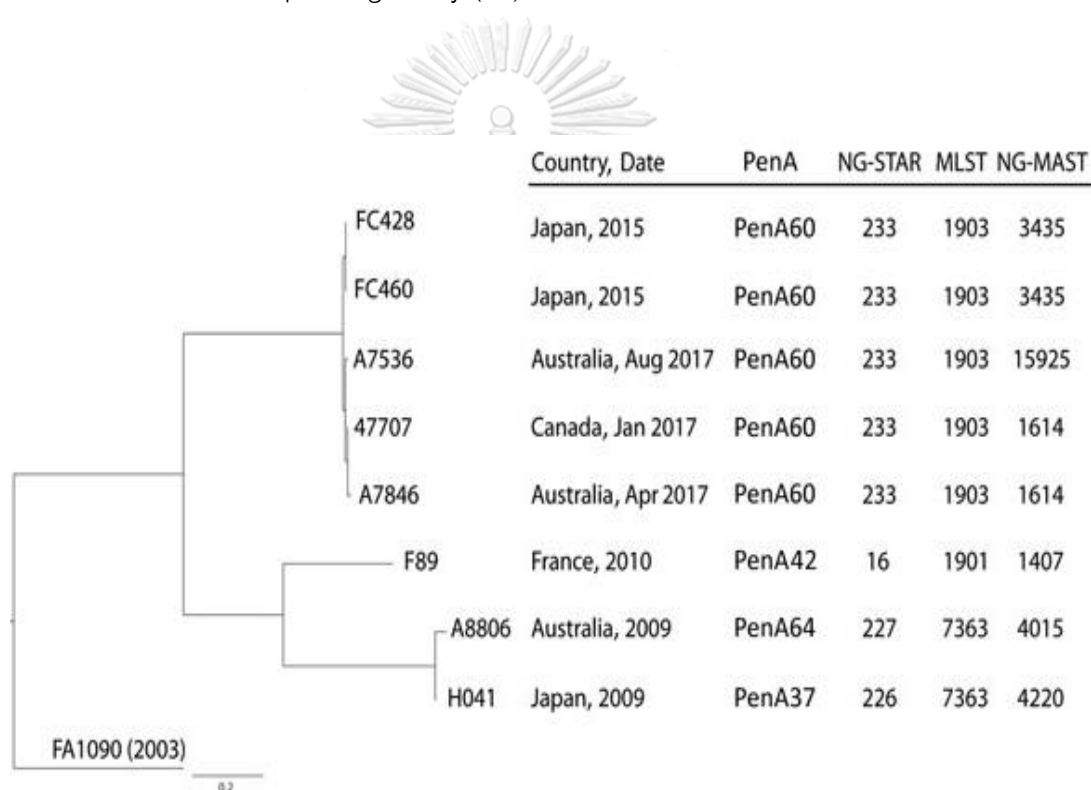 Country, Date PenA NG-STAR MLST NG-MAST
FC428 Japan, 2015 PenA60 233 1903 3435
FC460 Japan, 2015 PenA60 233 1903 3435
A7536 Australia, Aug 2017 PenA60 233 1903 15925
47707 Canada, Jan 2017 PenA60 233 1903 1614
A7846 Australia, Apr 2017 PenA60 233 1903 1614
F89 France, 2010 PenA42 16 1901 1407
A8806 Australia, 2009 PenA64 227 7363 4015
H041 Japan, 2009 PenA37 226 7363 4220
FA1090 (2003)
0.2